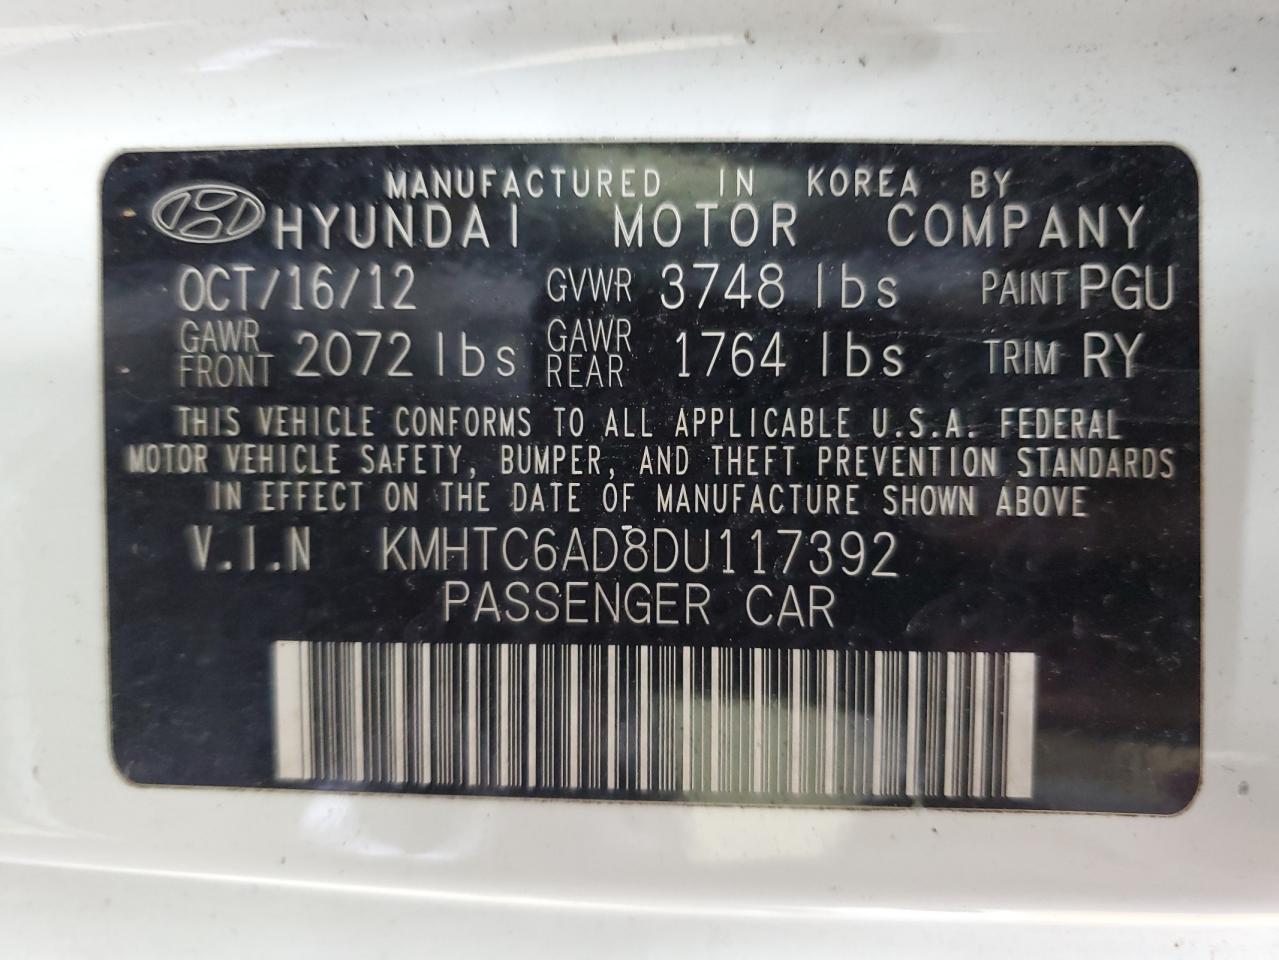 MANUFACTURED IN KOREA BY
HYUNDAI MOTOR COMPANY
OCT/16/12 GVWR 3748 lbs PAINT PGU
GAWR FRONT 2072 lbs GAWR REAR 1764 lbs TRIM RY
THIS VEHICLE CONFORMS TO ALL APPLICABLE U.S.A. FEDERAL
MOTOR VEHICLE SAFETY, BUMPER, AND THEFT PREVENTION STANDARDS
IN EFFECT ON THE DATE OF MANUFACTURE SHOWN ABOVE
V.I.N KMHTC6AD8DU117392
PASSENGER CAR